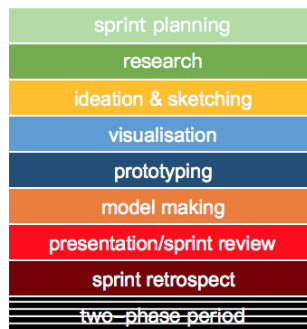 sprint planning
research
ideation & sketching
visualisation
prototyping
model making
presentation/sprint review
sprint retrospect
two-phase period